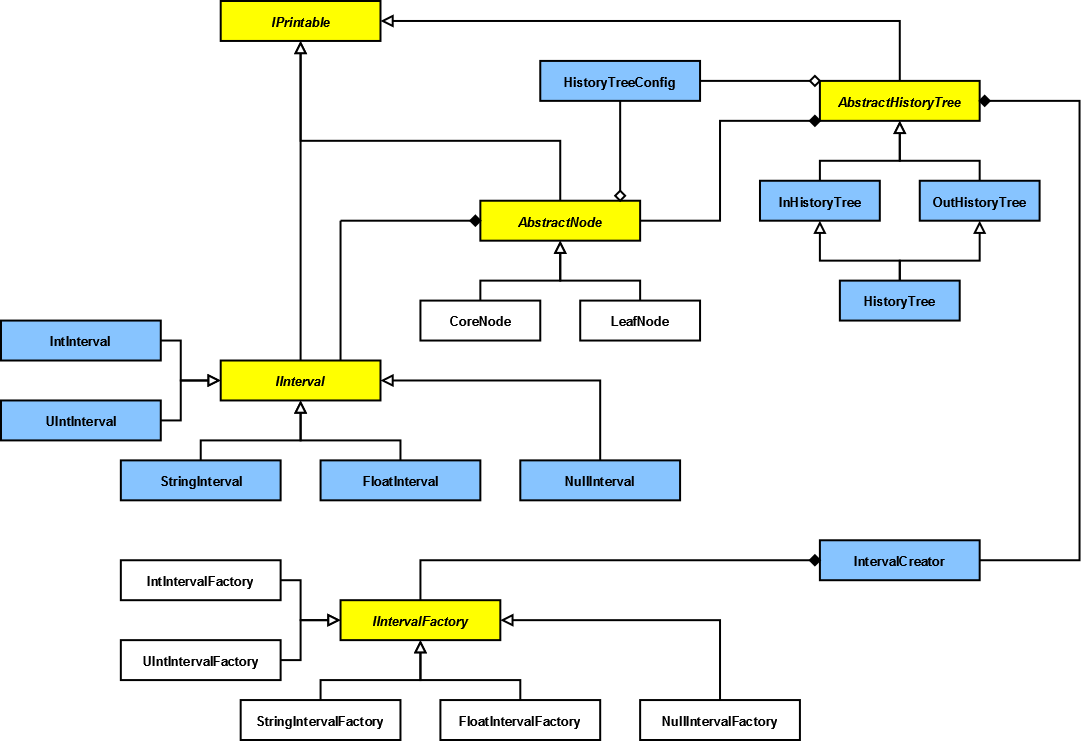 IPrintable
HistoryTreeConfig
AbstractHistoryTree
InHistoryTree
OutHistoryTree
AbstractNode
HistoryTree
CoreNode
LeafNode
IntInterval
IInterval
UIntInterval
StringInterval
FloatInterval
NullInterval
IntervalCreator
IntIntervalFactory
IIntervalFactory
UIntIntervalFactory
StringIntervalFactory
FloatIntervalFactory
NullIntervalFactory